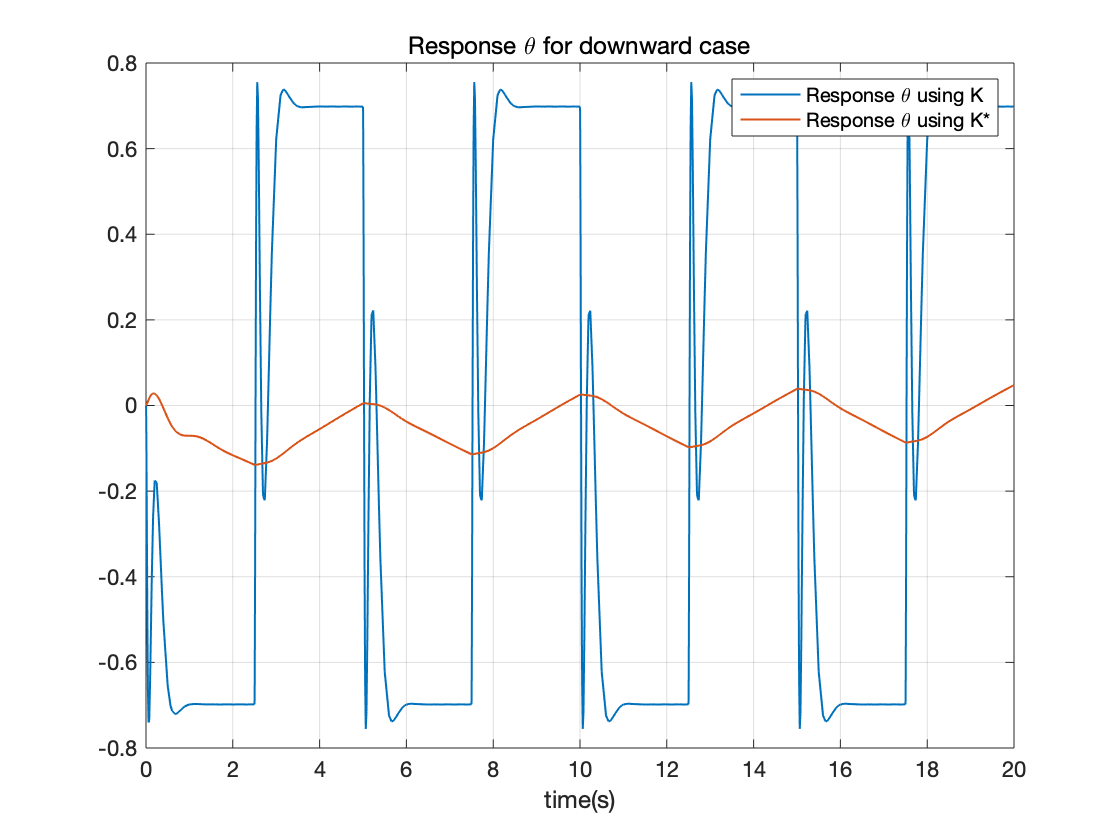 Response θ for downward case
Response θ using K
Response θ using K*
0.8
0.6
0.4
0.2
0
-0.2
-0.4
-0.6
-0.8
0 2 4 6 8 10 12 14 16 18 20
time(s)